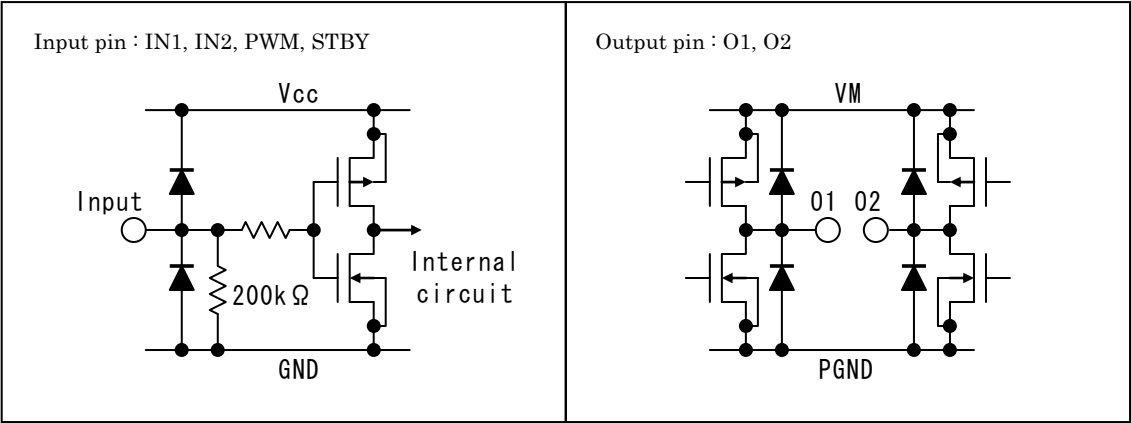 Input pin : IN1, IN2, PWM, STBY
Vcc
Input
200kΩ
Internal
circuit
GND
Output pin : O1, O2
VM
O1 O2
PGND